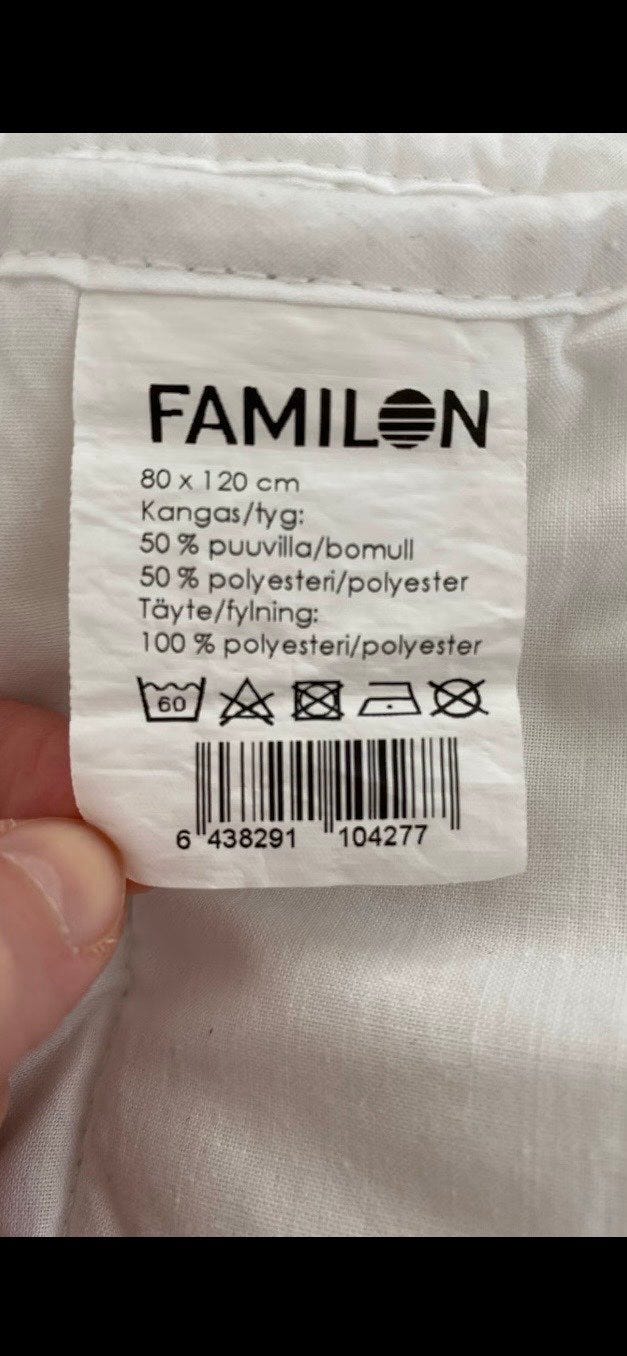 FAMILON
80 x 120 cm
Kangas/tyg:
50 % puuvilla/bomull
50 % polyesteri/polyester
Täyte/fylning:
100 % polyesteri/polyester
60
6 438291 104277